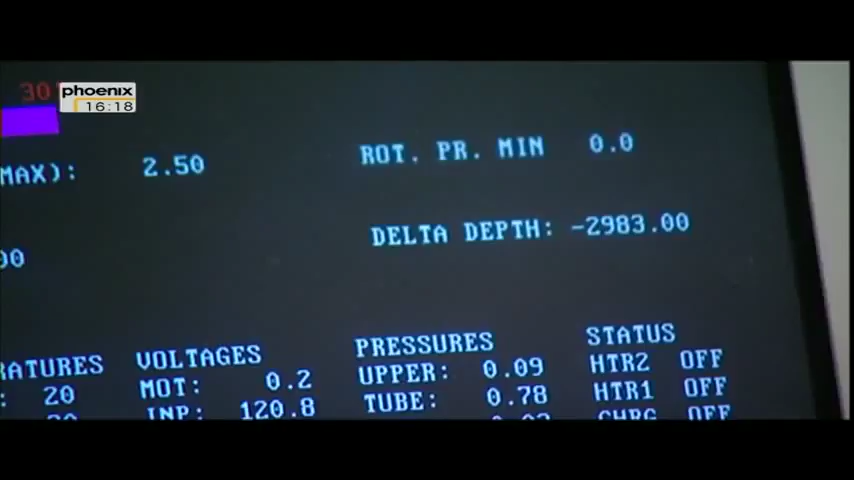 30
phoenix
16:18
MAX): 2.50 ROT. PR. MIN 0.0
00 DELTA DEPTH: -2983.00
RATURES VOLTAGES PRESSURES STATUS
: 20 MOT: 0.2 UPPER: 0.09 HTR2 OFF
INP: 120.8 TUBE: 0.78 HTR1 OFF
CHRG OFF